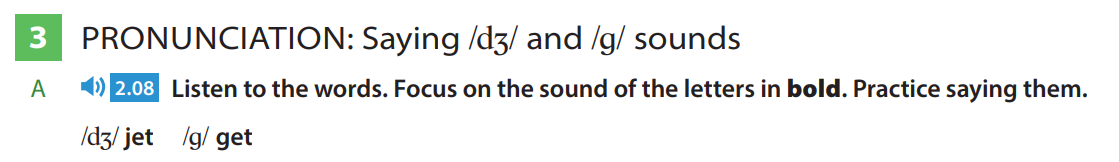 3 PRONUNCIATION: Saying /dʒ/ and /g/ sounds
A 2.08 Listen to the words. Focus on the sound of the letters in bold. Practice saying them.
/dʒ/ jet /g/ get